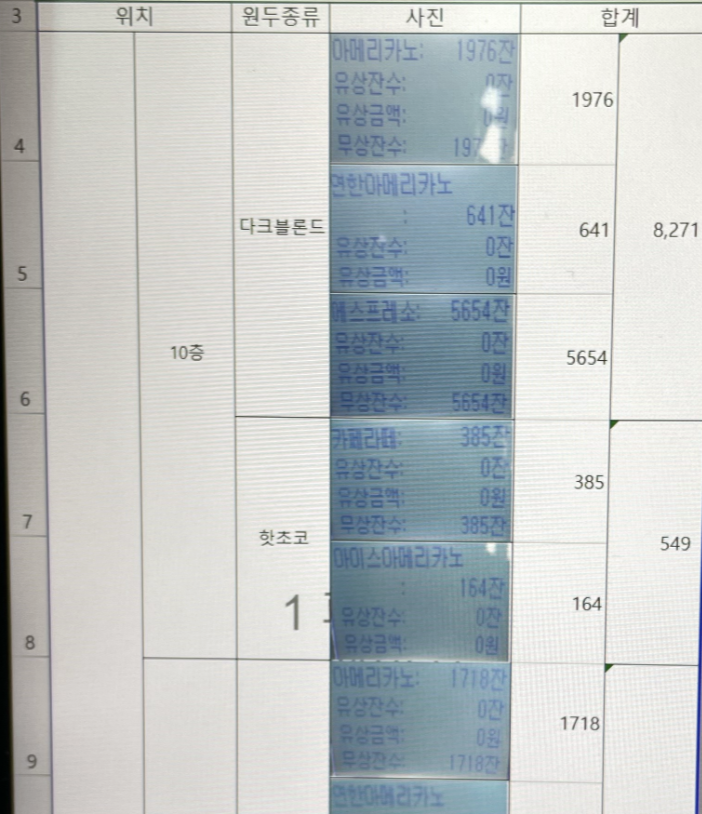 3 위치 원두종류 사진 합계
아메리카노: 1976잔
유상잔수: 0잔
유상금액: 0원
무상잔수:
1976
4
연한아메리카노
: 641잔
유상잔수: 0잔
유상금액: 0원
다크블론드
641
8,271
5
에스프레소: 5654잔
유상잔수: 0잔
유상금액: 0원
무상잔수: 5654잔
10층
5654
6
카페라떼: 385잔
유상잔수: 0잔
유상금액: 0원
무상잔수: 385잔
385
7
핫초코
549
아이스아메리카노
: 164잔
유상잔수: 0잔
유상금액: 0원
164
1
8
아메리카노: 1718잔
유상잔수: 0잔
유상금액: 0원
무상잔수: 1718잔
1718
9
연한아메리카노